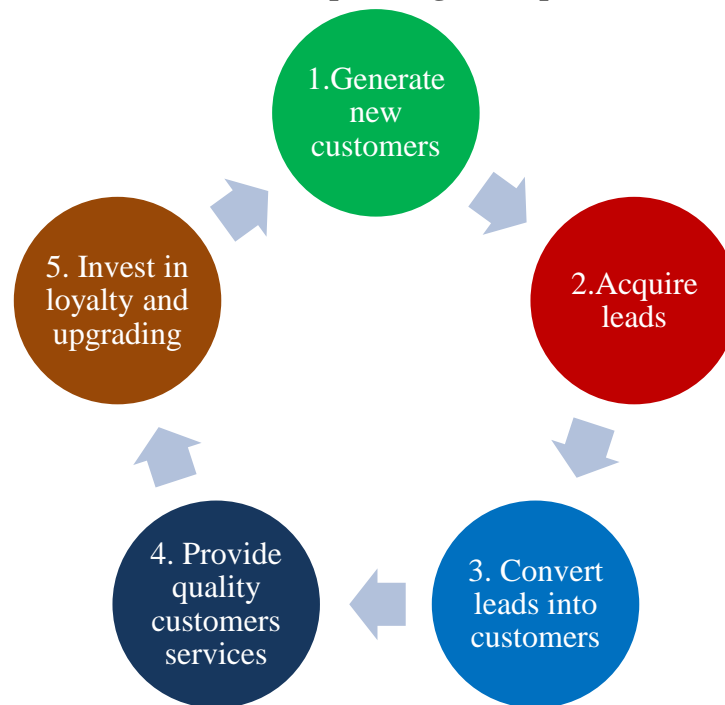 1.Generate
new
customers
2.Acquire
leads
3. Convert
leads into
customers
4. Provide
quality
customers
services
5. Invest in
loyalty and
upgrading